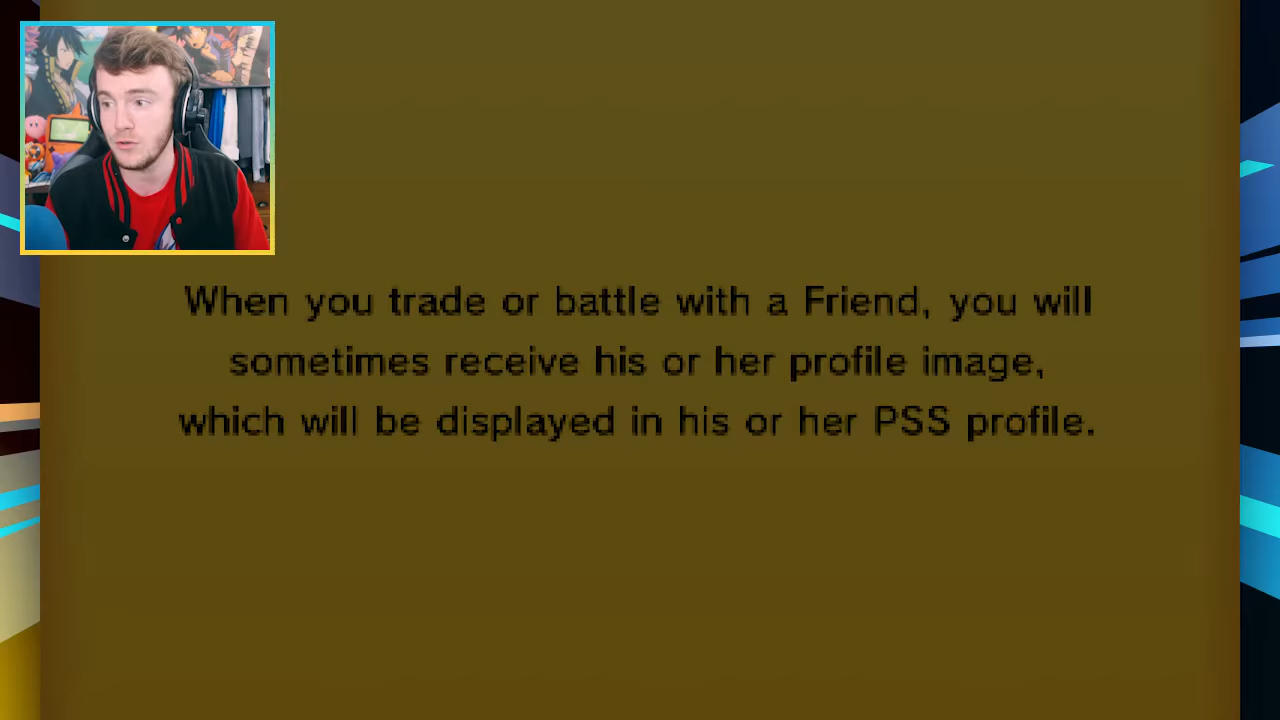 When you trade or battle with a Friend, you will
sometimes receive his or her profile image,
which will be displayed in his or her PSS profile.